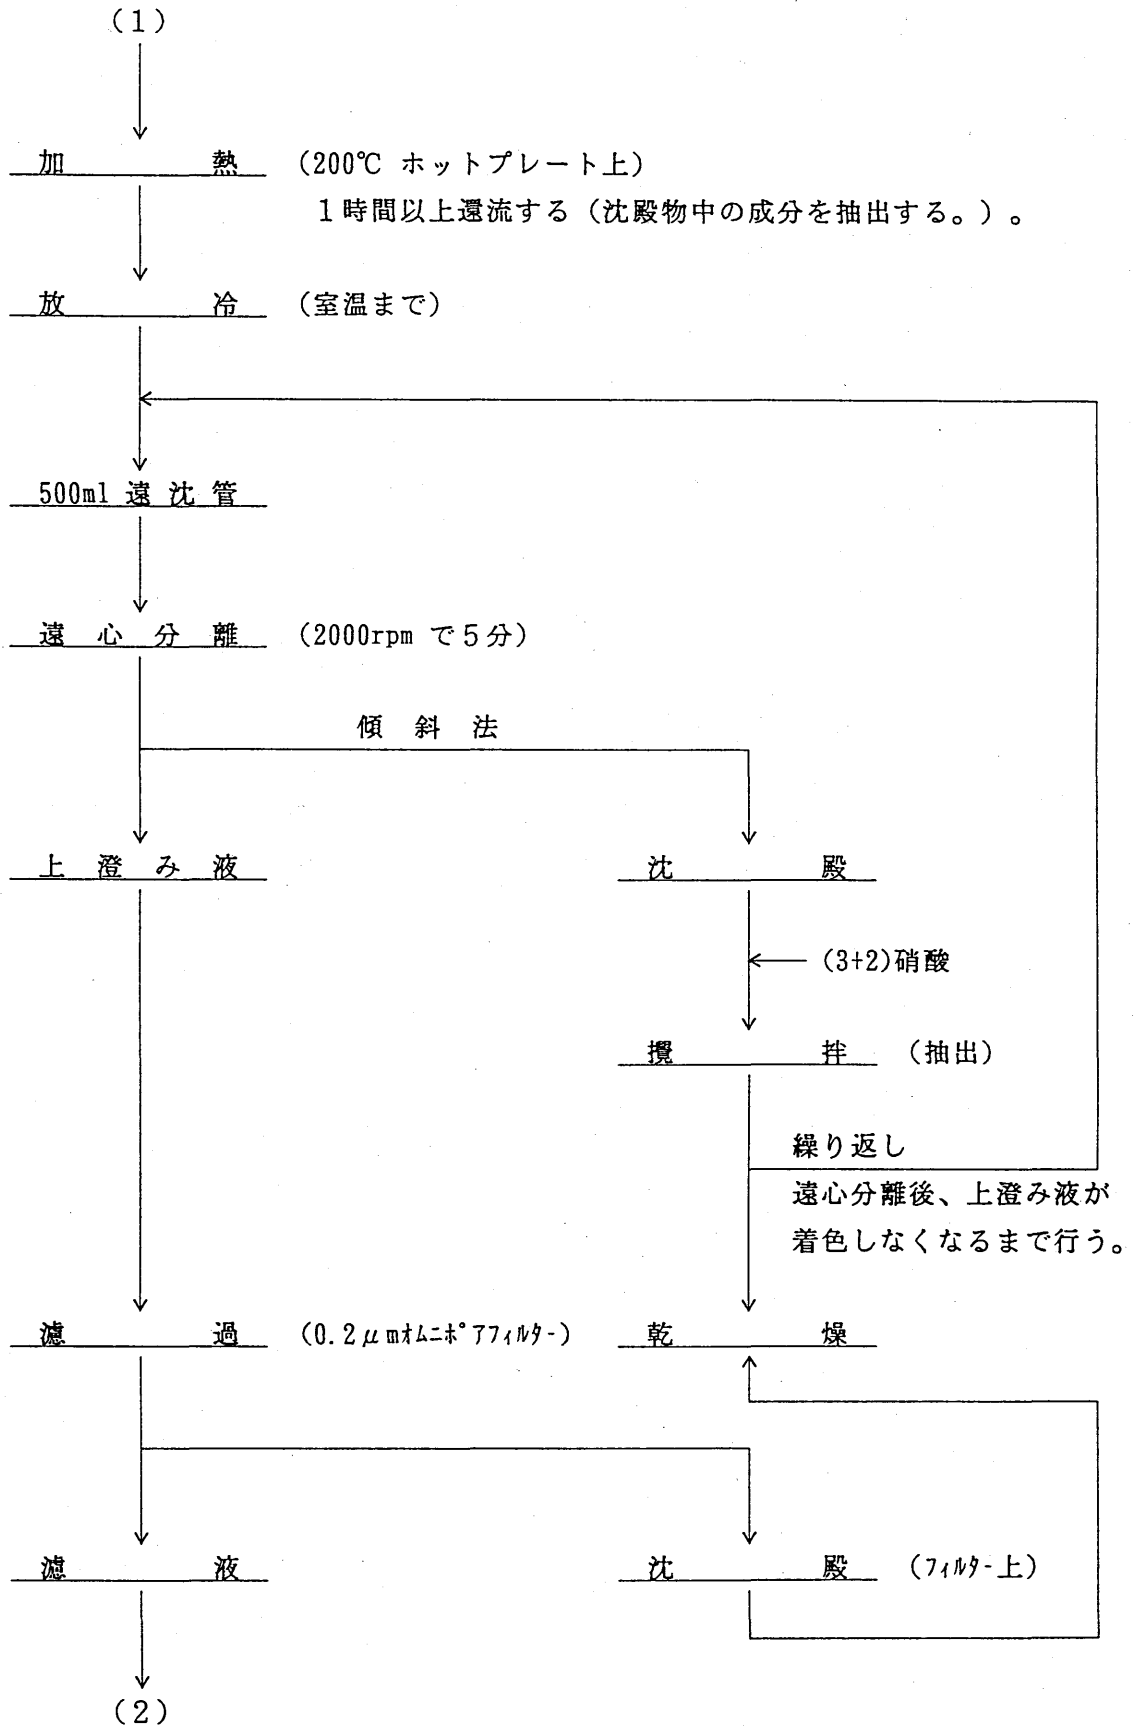 (1)
加熱 (200℃ ホットプレート上)
1時間以上還流する(沈殿物中の成分を抽出する。)。
放冷 (室温まで)
500ml 遠沈管
遠心分離 (2000rpm で5分)
傾斜法
上澄み液 沈殿
(3+2)硝酸
攪拌 (抽出)
繰り返し
遠心分離後、上澄み液が
着色しなくなるまで行う。
濾過 (0.2μmオムニポアフィルター) 乾燥
濾液 沈殿 (フィルター上)
(2)